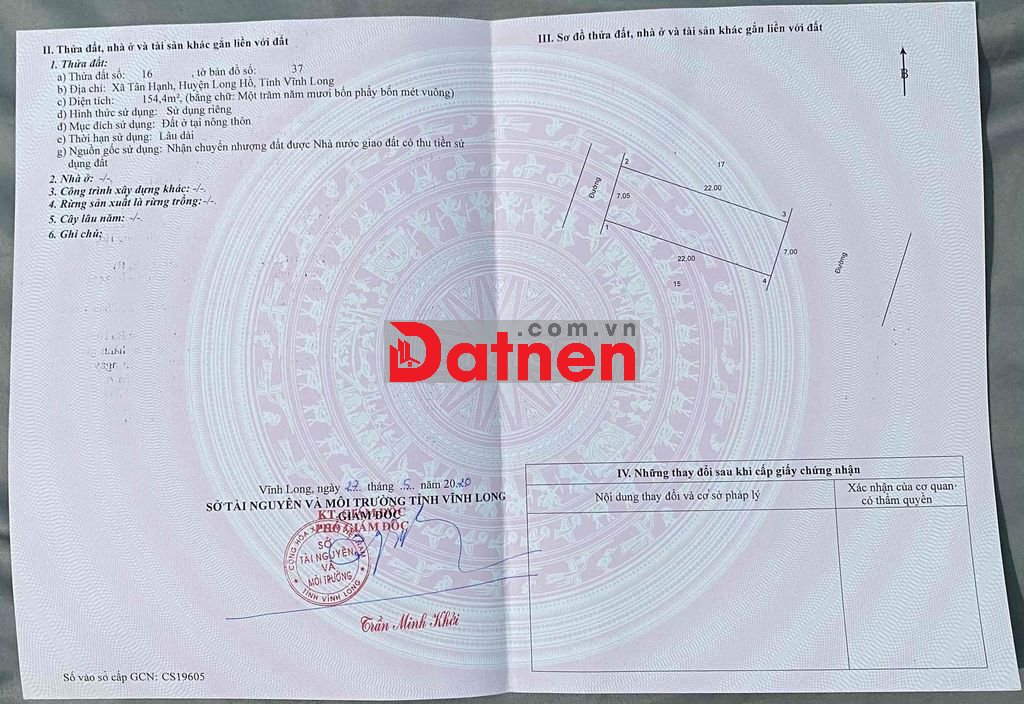 II. Thửa đất, nhà ở và tài sản khác gắn liền với đất
1. Thửa đất:
a) Thửa đất số: 16 , tờ bản đồ số: 37
b) Địa chỉ: Xã Tân Hạnh, Huyện Long Hồ, Tỉnh Vĩnh Long
c) Diện tích: 154,4m², (bằng chữ: Một trăm năm mươi bốn phẩy bốn mét vuông)
d) Hình thức sử dụng: Sử dụng riêng
đ) Mục đích sử dụng: Đất ở tại nông thôn
e) Thời hạn sử dụng: Lâu dài
g) Nguồn gốc sử dụng: Nhận chuyển nhượng đất được Nhà nước giao đất có thu tiền sử
dụng đất
2. Nhà ở: -/-.
3. Công trình xây dựng khác: -/-.
4. Rừng sản xuất là rừng trồng: -/-.
5. Cây lâu năm: -/-.
6. Ghi chú:
Vĩnh Long, ngày 27 tháng 5 năm 2020
SỞ TÀI NGUYÊN VÀ MÔI TRƯỜNG TỈNH VĨNH LONG
KT. GIÁM ĐỐC
GIÁM ĐỐC
PHÓ GIÁM ĐỐC
SỞ
TÀI NGUYÊN
VÀ
MÔI TRƯỜNG
TỈNH VĨNH LONG
Trần Minh Khởi
Số vào sổ cấp GCN: CS19605
III. Sơ đồ thửa đất, nhà ở và tài sản khác gắn liền với đất
B
Đường
2
17
7,05
22,00
3
1
22,00
7,00
4
15
Đường
.com.vn
Datnen
IV. Những thay đổi sau khi cấp giấy chứng nhận
Nội dung thay đổi và cơ sở pháp lý
Xác nhận của cơ quan
có thẩm quyền